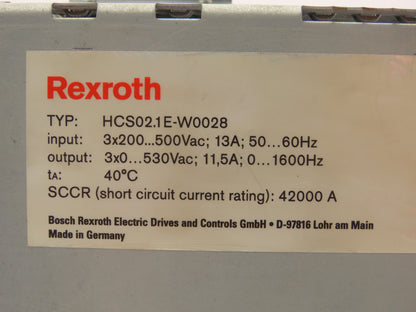 Rexroth
TYP: HCS02.1E-W0028
input: 3x200...500Vac; 13A; 50...60Hz
output: 3x0...530Vac; 11,5A; 0...1600Hz
tA: 40°C
SCCR (short circuit current rating): 42000 A
Bosch Rexroth Electric Drives and Controls GmbH • D-97816 Lohr am Main
Made in Germany